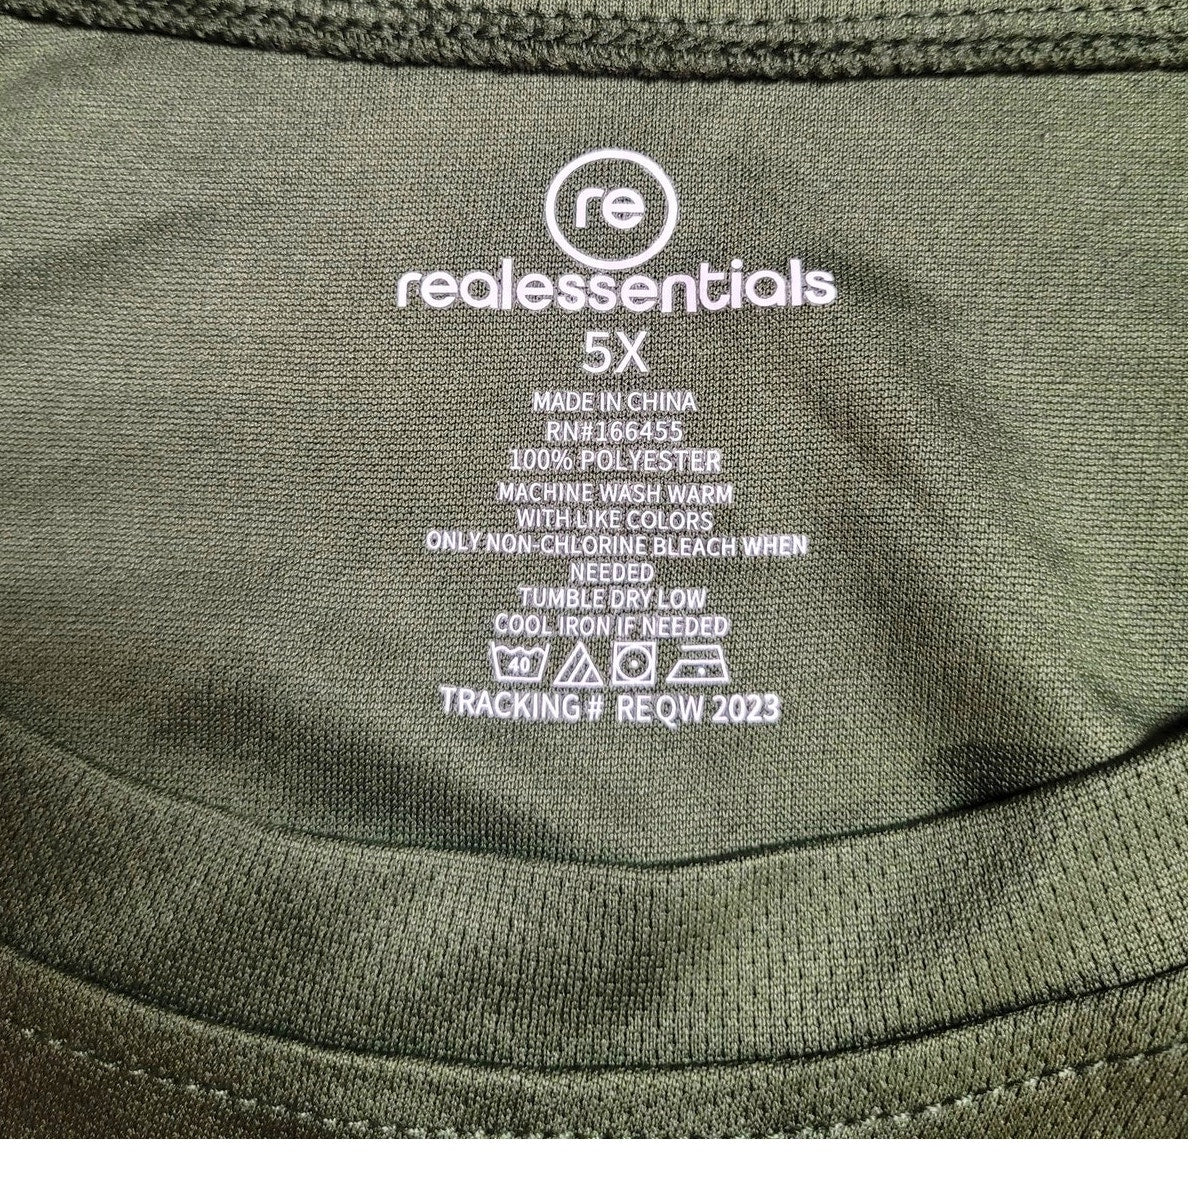 re
realessentials
5X
MADE IN CHINA
RN#166455
100% POLYESTER
MACHINE WASH WARM
WITH LIKE COLORS
ONLY NON-CHLORINE BLEACH WHEN
NEEDED
TUMBLE DRY LOW
COOL IRON IF NEEDED
40
TRACKING# REQW 2023